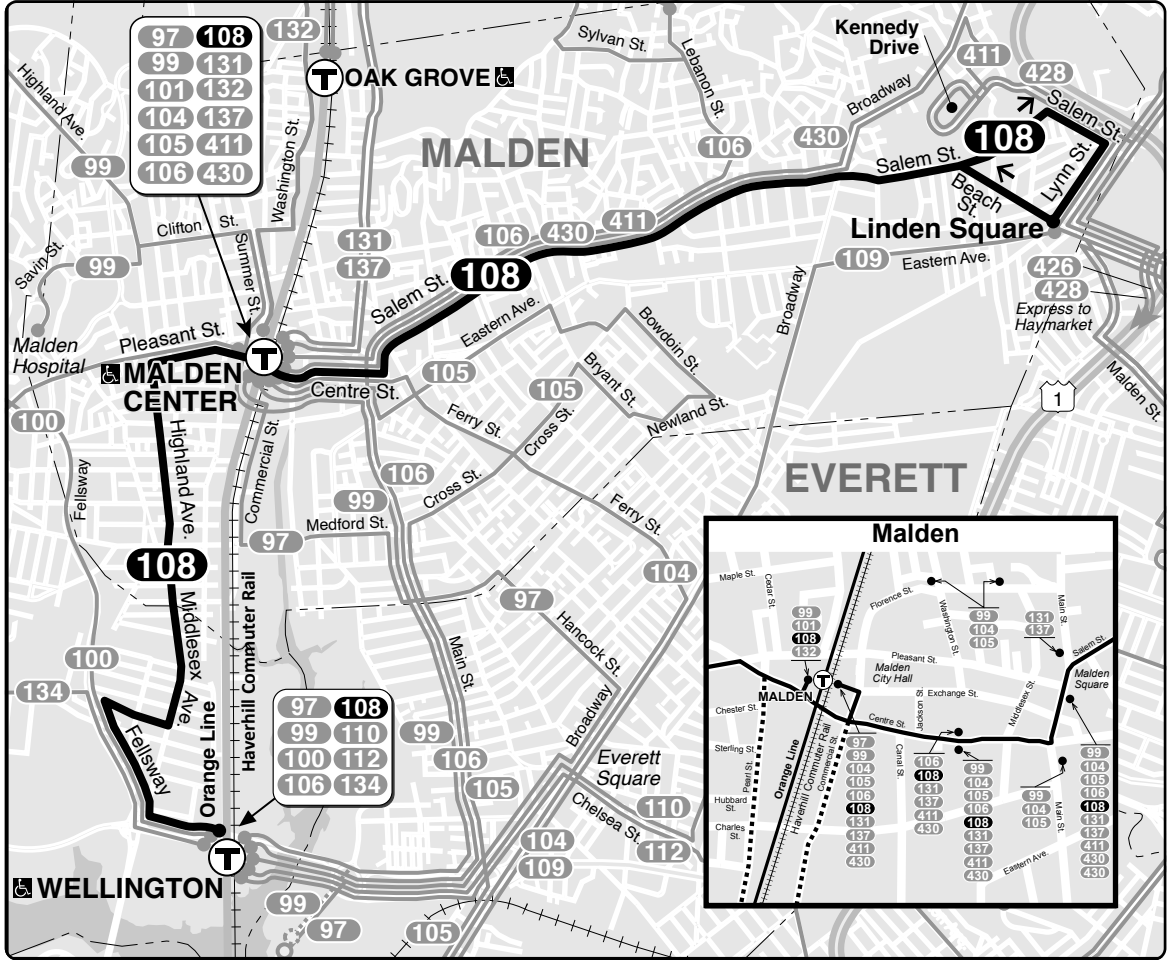 97 108
99 131
101 132
104 137
105 411
106 430
132
T
OAK GROVE
Sylvan St.
Lebanon St.
Kennedy
Drive
411
428
Broadway
430
106
108
Salem St.
Salem St.
Lynn St.
Beach
St.
Linden Square
MALDEN
Highland Ave.
99
Washington St.
Clifton St.
Summer St.
Savin St.
99
131
137
106
430
411
Salem St.
108
109
Eastern Ave.
426
428
Express to
Haymarket
Malden St.
1
Broadway
Malden
Hospital
Pleasant St.
T
MALDEN
CENTER
Centre St.
Eastern Ave.
105
Bowdoin St.
105
Bryant St.
Newland St.
Cross St.
Ferry St.
100
Fellsway
Highland Ave.
Commercial St.
106
99
Cross St.
Medford St.
97
Ferry St.
104
EVERETT
108
Middlesex Ave.
Haverhill Commuter Rail
Orange Line
97
Hancock St.
Main St.
100
134
Fellsway
97 108
99 110
100 112
106 134
99
106
105
Broadway
Everett
Square
Chelsea St.
110
112
104
109
T
WELLINGTON
99
97
105
Malden
Maple St.
Cedar St.
99
101
108
132
Florence St.
Washington St.
99
104
105
Main St.
131
137
Salem St.
Pleasant St.
Malden
City Hall
Malden
Square
T
MALDEN
Exchange St.
Jackson St.
Middlesex St.
Chester St.
Centre St.
Sterling St.
Pearl St.
Orange Line
Haverhill Commuter Rail
Commercial St.
Canal St.
Hubbard
St.
Charles
St.
97
99
104
105
106
108
131
137
411
430
106
108
131
137
411
430
99
104
105
106
108
131
137
411
430
99
104
105
Main St.
Eastern Ave.
99
104
105
106
108
131
137
411
430
430